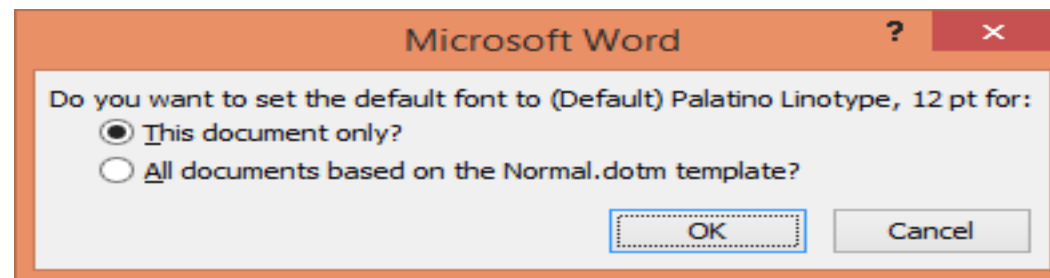 Microsoft Word
? ×
Do you want to set the default font to (Default) Palatino Linotype, 12 pt for:
This document only?
All documents based on the Normal.dotm template?
OK Cancel